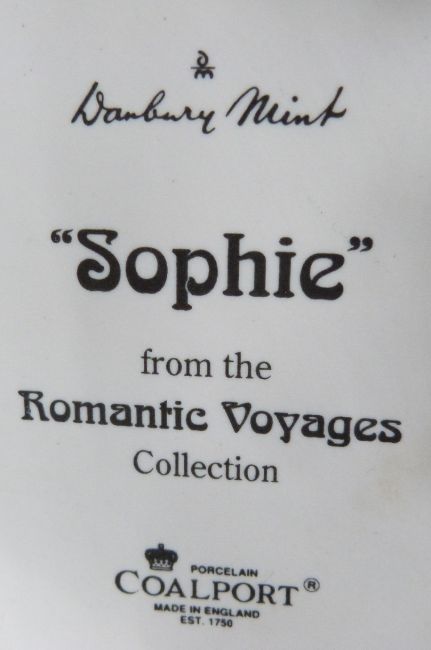 Danbury Mint
"Sophie"
from the
Romantic Voyages
Collection
PORCELAIN
COALPORT®
MADE IN ENGLAND
EST. 1750